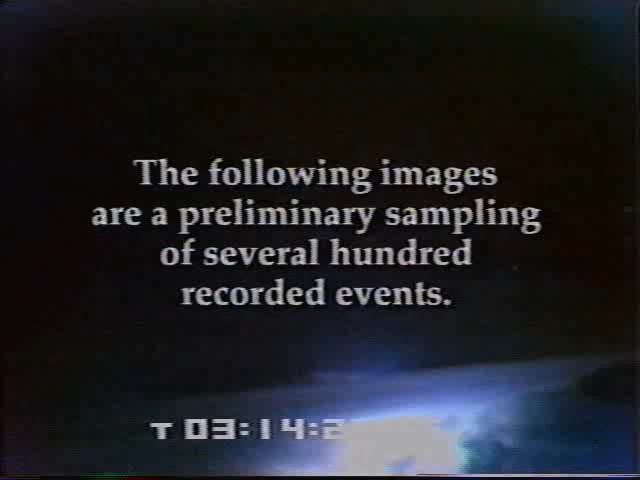 The following images
are a preliminary sampling
of several hundred
recorded events.
T 03:14:2